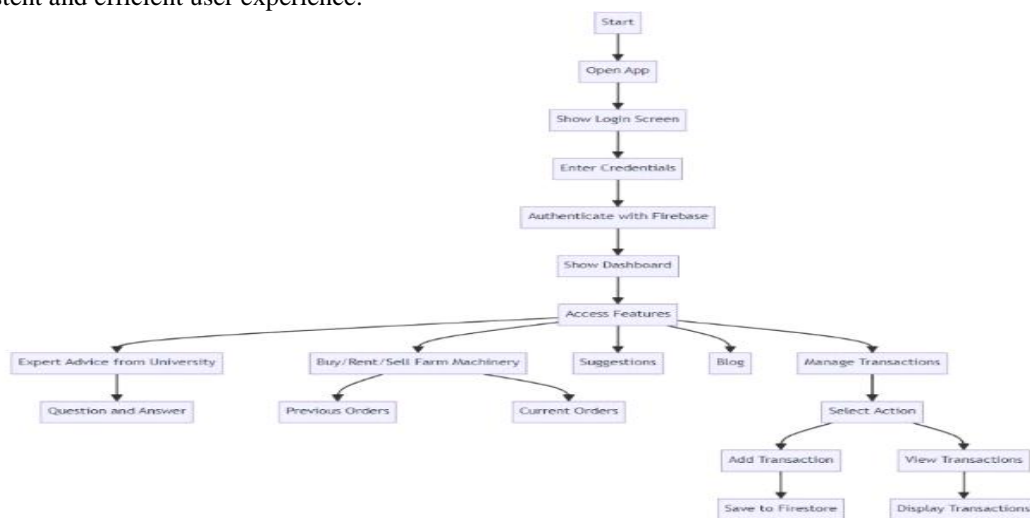 stent and efficient user experience.
Start
Open App
Show Login Screen
Enter Credentials
Authenticate with Firebase
Show Dashboard
Access Features
Expert Advice from University
Buy/Rent/Sell Farm Machinery
Suggestions
Blog
Manage Transactions
Question and Answer
Previous Orders
Current Orders
Select Action
Add Transaction
View Transactions
Save to Firestore
Display Transactions